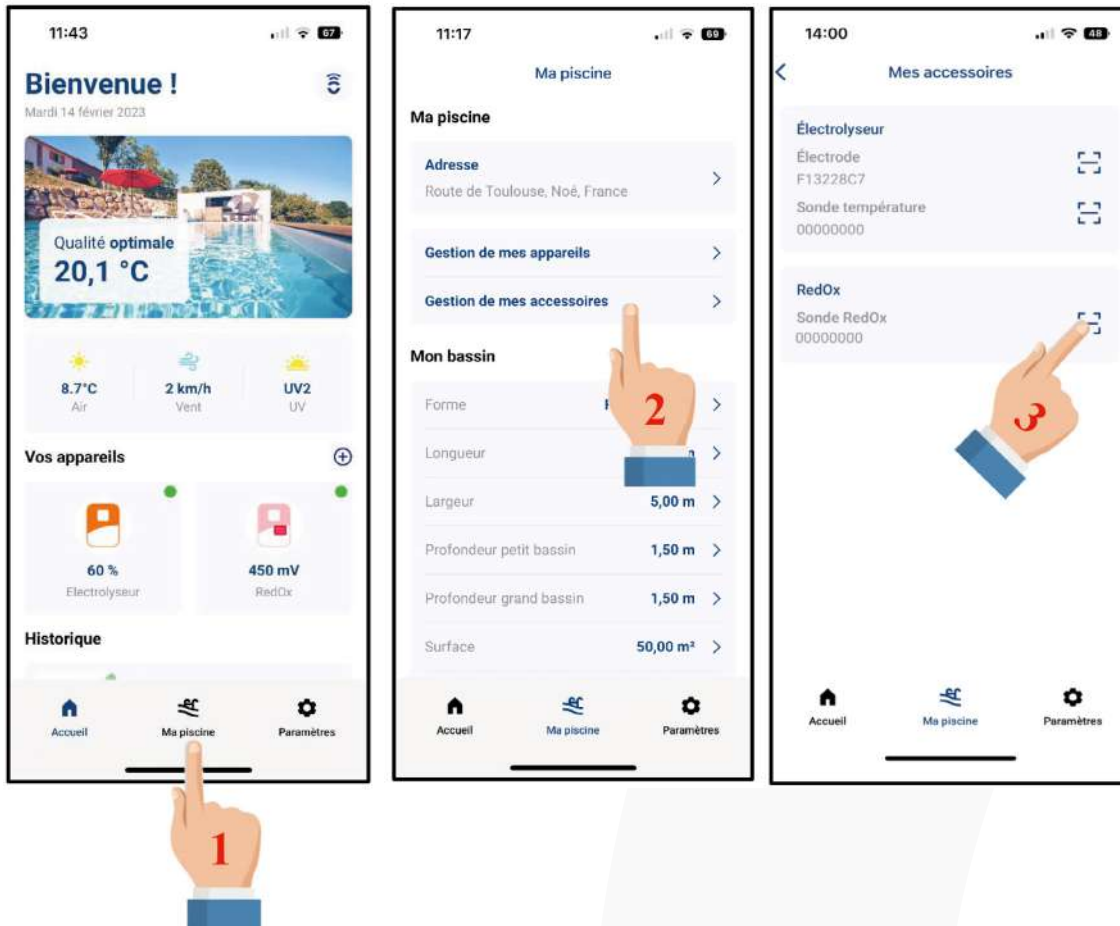 11:43
67
Bienvenue !
Mardi 14 février 2023
Qualité optimale
20,1 °C
8.7°C
2 km/h
UV2
Air
Vent
UV
Vos appareils
60 %
450 mV
Electrolyseur
RedOx
Historique
Accueil
Ma piscine
Paramètres
1
11:17
69
Ma piscine
Ma piscine
Adresse
Route de Toulouse, Noé, France
Gestion de mes appareils
Gestion de mes accessoires
Mon bassin
Forme
2
Longueur
Largeur
5,00 m
Profondeur petit bassin
1,50 m
Profondeur grand bassin
1,50 m
Surface
50,00 m²
Accueil
Ma piscine
Paramètres
14:00
48
Mes accessoires
Électrolyseur
Électrode
F13228C7
Sonde température
00000000
RedOx
Sonde RedOx
00000000
3
Accueil
Ma piscine
Paramètres